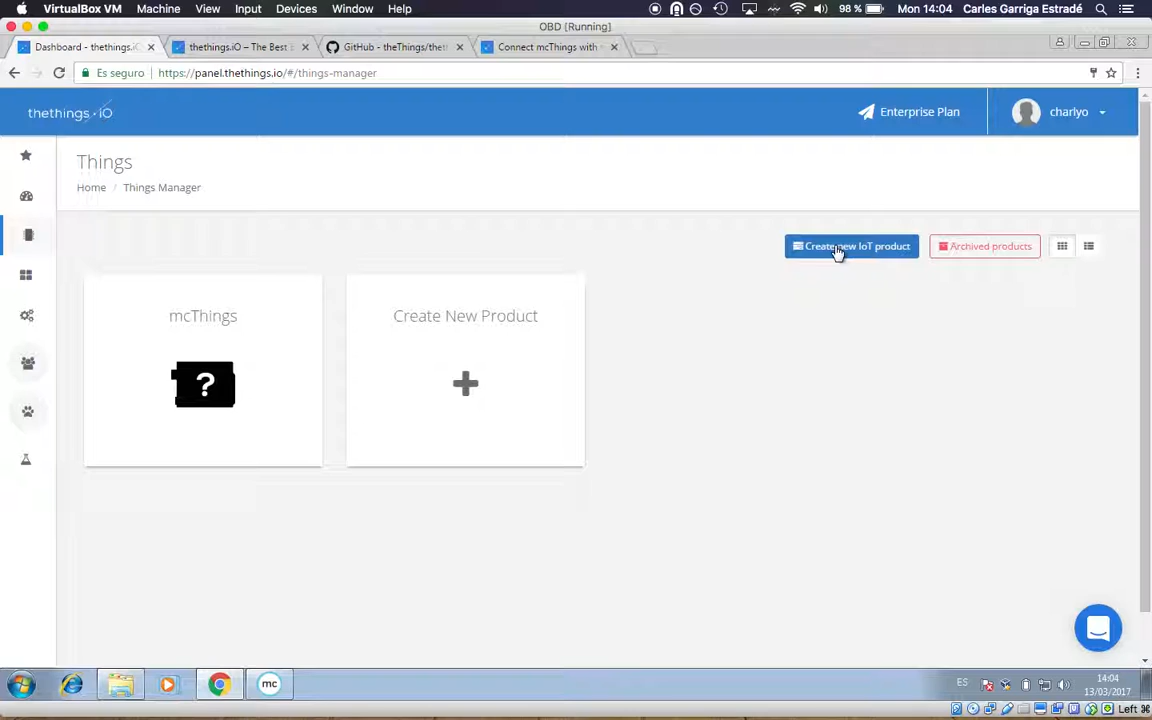 VirtualBox VM Machine View Input Devices Window Help 98 % Mon 14:04 Carles Garriga Estradé
OBD [Running]
Dashboard - thethings.iO thethings.iO – The Best GitHub - theThings/thet Connect mcThings with
Es seguro https://panel.thethings.io/#/things-manager
thethings.iO Enterprise Plan charlyo
Things
Home / Things Manager
Create new IoT product Archived products
mcThings Create New Product
?
mc
ES 14:04
13/03/2017
Left ⌘